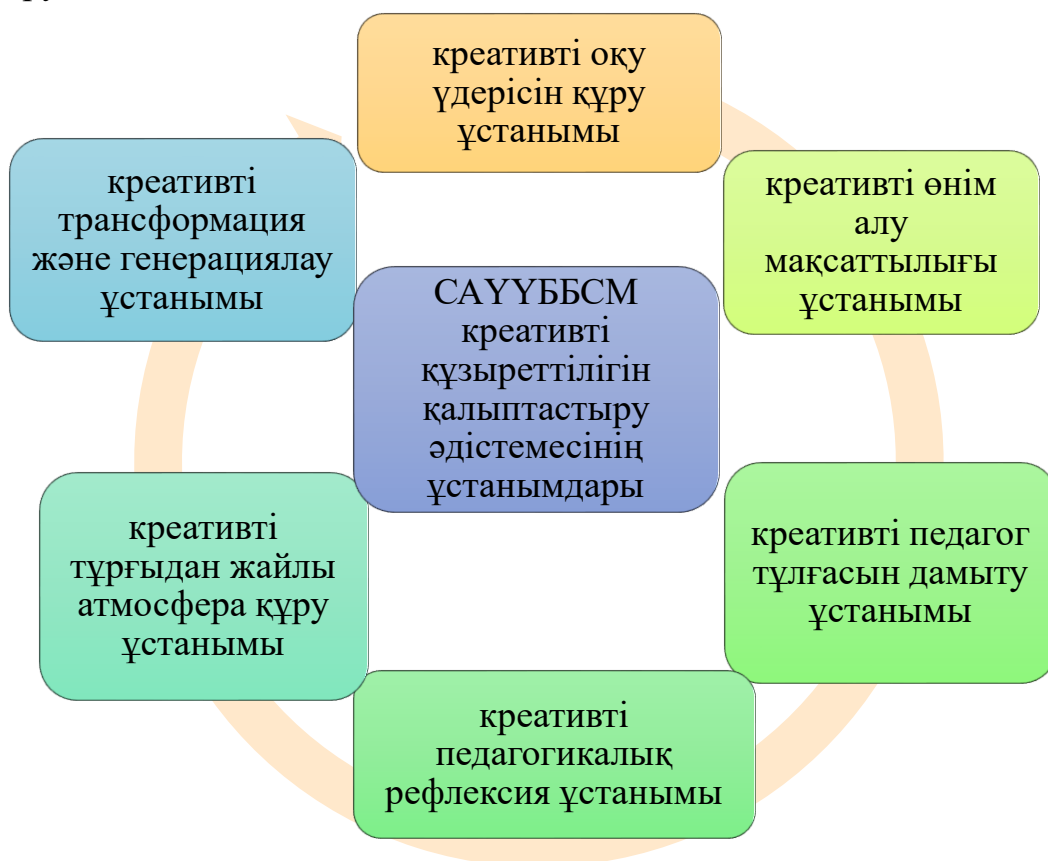 креативті оқу
үдерісін құру
ұстанымы
креативті өнім
алу
мақсаттылығы
ұстанымы
креативті педагог
тұлғасын дамыту
ұстанымы
креативті
педагогикалық
рефлексия ұстанымы
креативті
тұрғыдан жайлы
атмосфера құру
ұстанымы
креативті
трансформация
және генерациялау
ұстанымы
САҮҮББСМ
креативті
құзыреттілігін
қалыптастыру
әдістемесінің
ұстанымдары